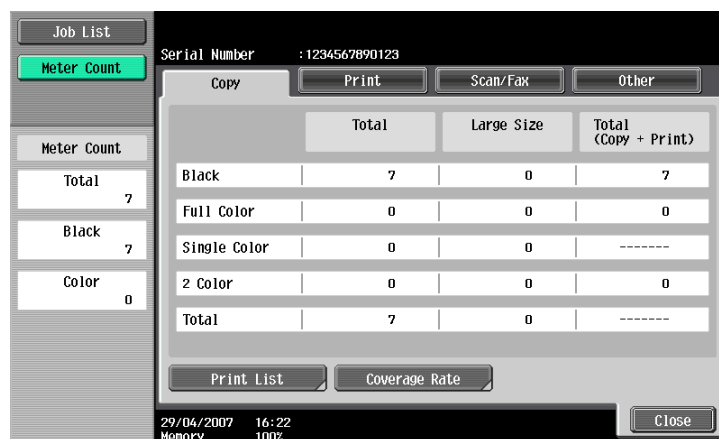 Job List
Meter Count
Serial Number :1234567890123
Copy Print Scan/Fax Other
Meter Count
Total
7
Black
7
Color
0
Total Large Size Total (Copy + Print)
Black 7 0 7
Full Color 0 0 0
Single Color 0 0 -------
2 Color 0 0 0
Total 7 0 -------
Print List Coverage Rate
Close
29/04/2007 16:22
Memory 100%